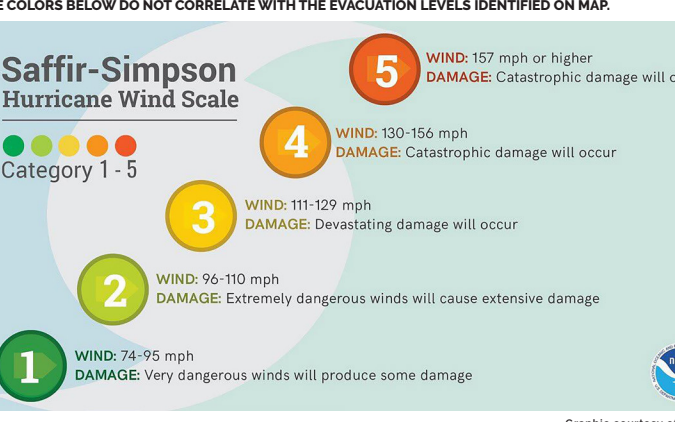 COLORS BELOW DO NOT CORRELATE WITH THE EVACUATION LEVELS IDENTIFIED ON MAP.
Saffir-Simpson
Hurricane Wind Scale
Category 1 - 5
5
WIND: 157 mph or higher
DAMAGE: Catastrophic damage will
4
WIND: 130-156 mph
DAMAGE: Catastrophic damage will occur
3
WIND: 111-129 mph
DAMAGE: Devastating damage will occur
2
WIND: 96-110 mph
DAMAGE: Extremely dangerous winds will cause extensive damage
1
WIND: 74-95 mph
DAMAGE: Very dangerous winds will produce some damage